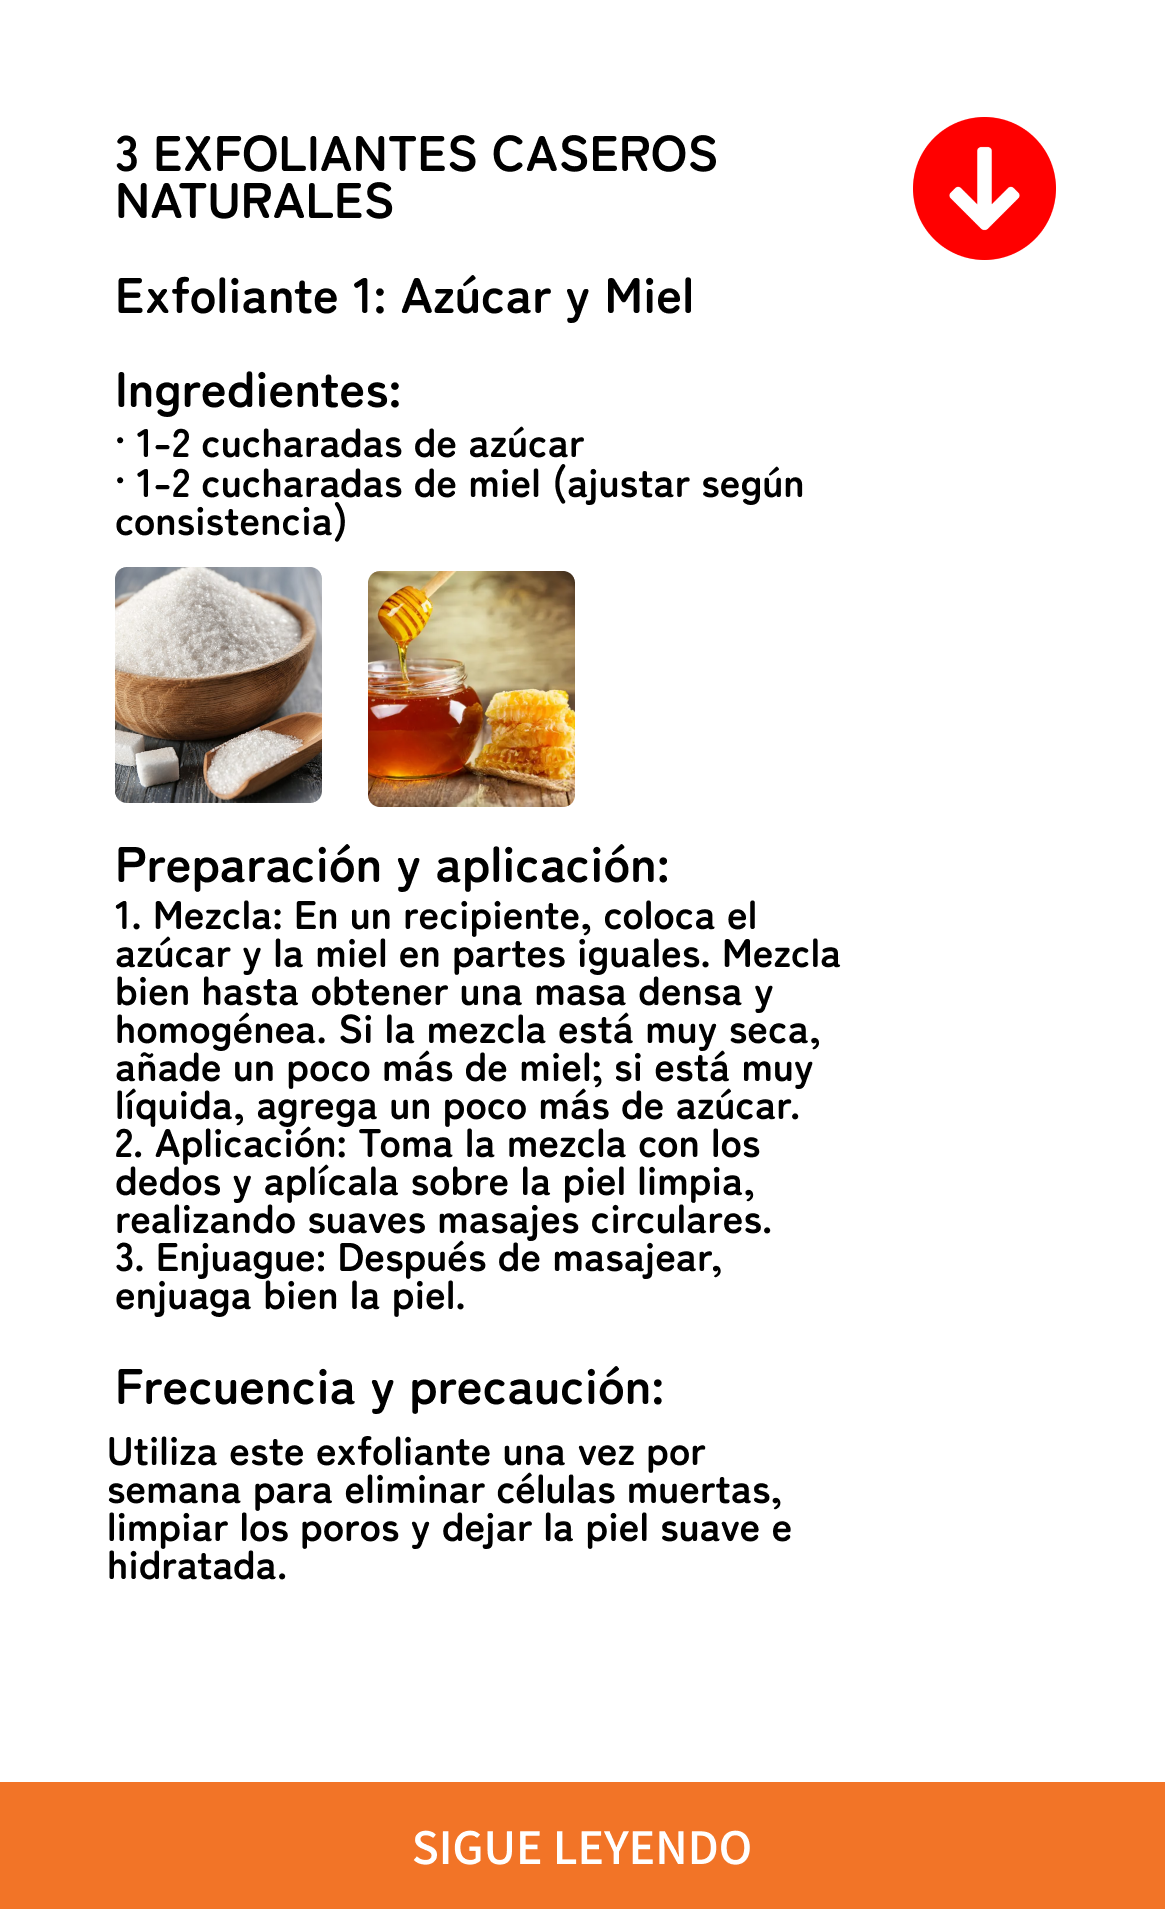 3 EXFOLIANTES CASEROS
NATURALES
Exfoliante 1: Azúcar y Miel
Ingredientes:
· 1-2 cucharadas de azúcar
· 1-2 cucharadas de miel (ajustar según
consistencia)
Preparación y aplicación:
1. Mezcla: En un recipiente, coloca el
azúcar y la miel en partes iguales. Mezcla
bien hasta obtener una masa densa y
homogénea. Si la mezcla está muy seca,
añade un poco más de miel; si está muy
líquida, agrega un poco más de azúcar.
2. Aplicación: Toma la mezcla con los
dedos y aplícala sobre la piel limpia,
realizando suaves masajes circulares.
3. Enjuague: Después de masajear,
enjuaga bien la piel.
Frecuencia y precaución:
Utiliza este exfoliante una vez por
semana para eliminar células muertas,
limpiar los poros y dejar la piel suave e
hidratada.
SIGUE LEYENDO